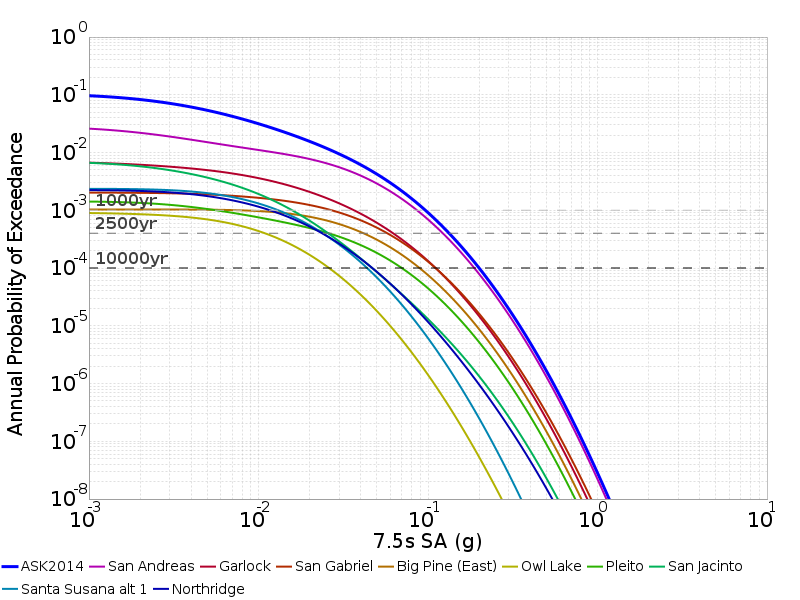 10^0
10^-1
10^-2
10^-3
10^-4
10^-5
10^-6
10^-7
10^-8
Annual Probability of Exceedance
1000yr
2500yr
10000yr
10^-3 10^-2 10^-1 10^0 10^1
7.5s SA (g)
ASK2014 San Andreas Garlock San Gabriel Big Pine (East) Owl Lake Pleito San Jacinto
Santa Susana alt 1 Northridge